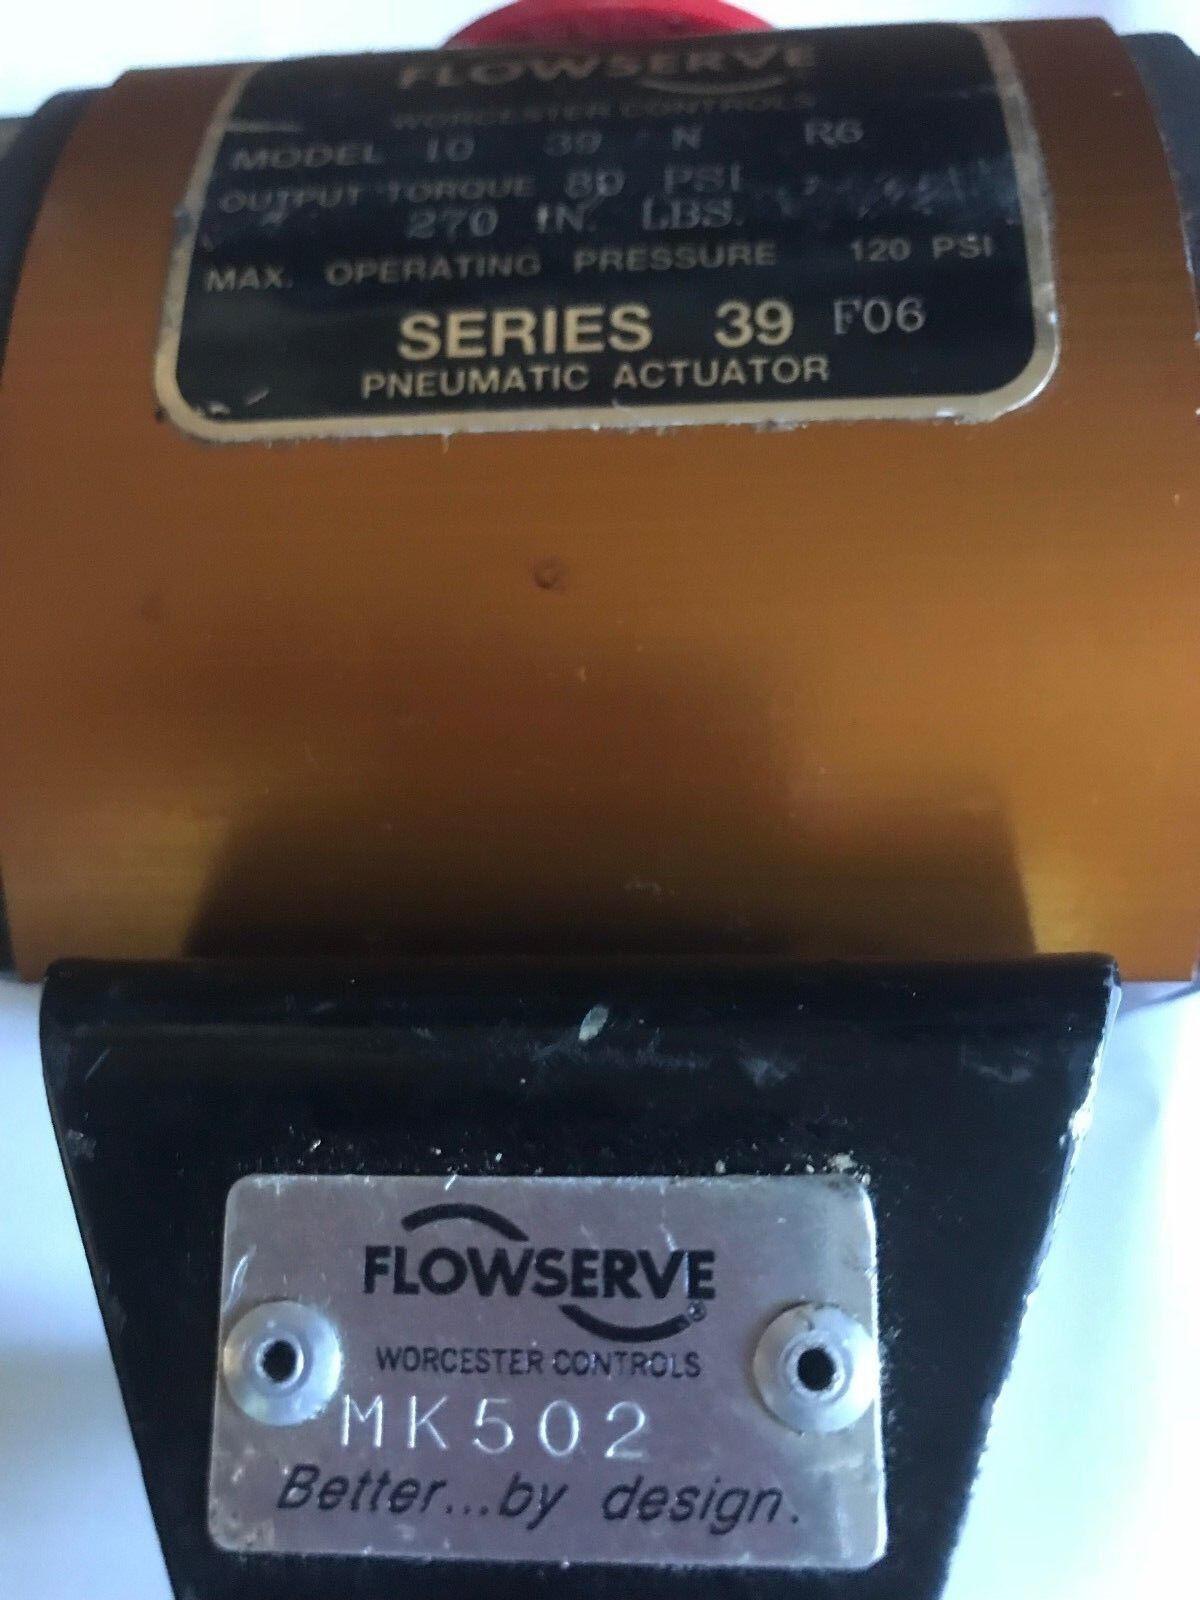 FLOWSERVE
WORCESTER CONTROLS
MODEL 10 39 N R6
OUTPUT TORQUE 80 PSI
270 IN. LBS.
MAX. OPERATING PRESSURE 120 PSI
SERIES 39 F06
PNEUMATIC ACTUATOR
FLOWSERVE®
WORCESTER CONTROLS
MK502
Better...by design.